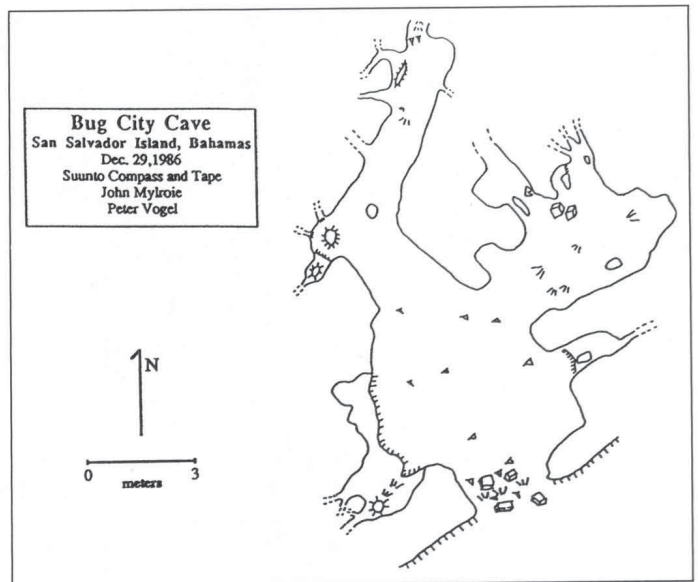 Bug City Cave
San Salvador Island, Bahamas
Dec. 29,1986
Suunto Compass and Tape
John Mylroie
Peter Vogel
N
0 3
meters